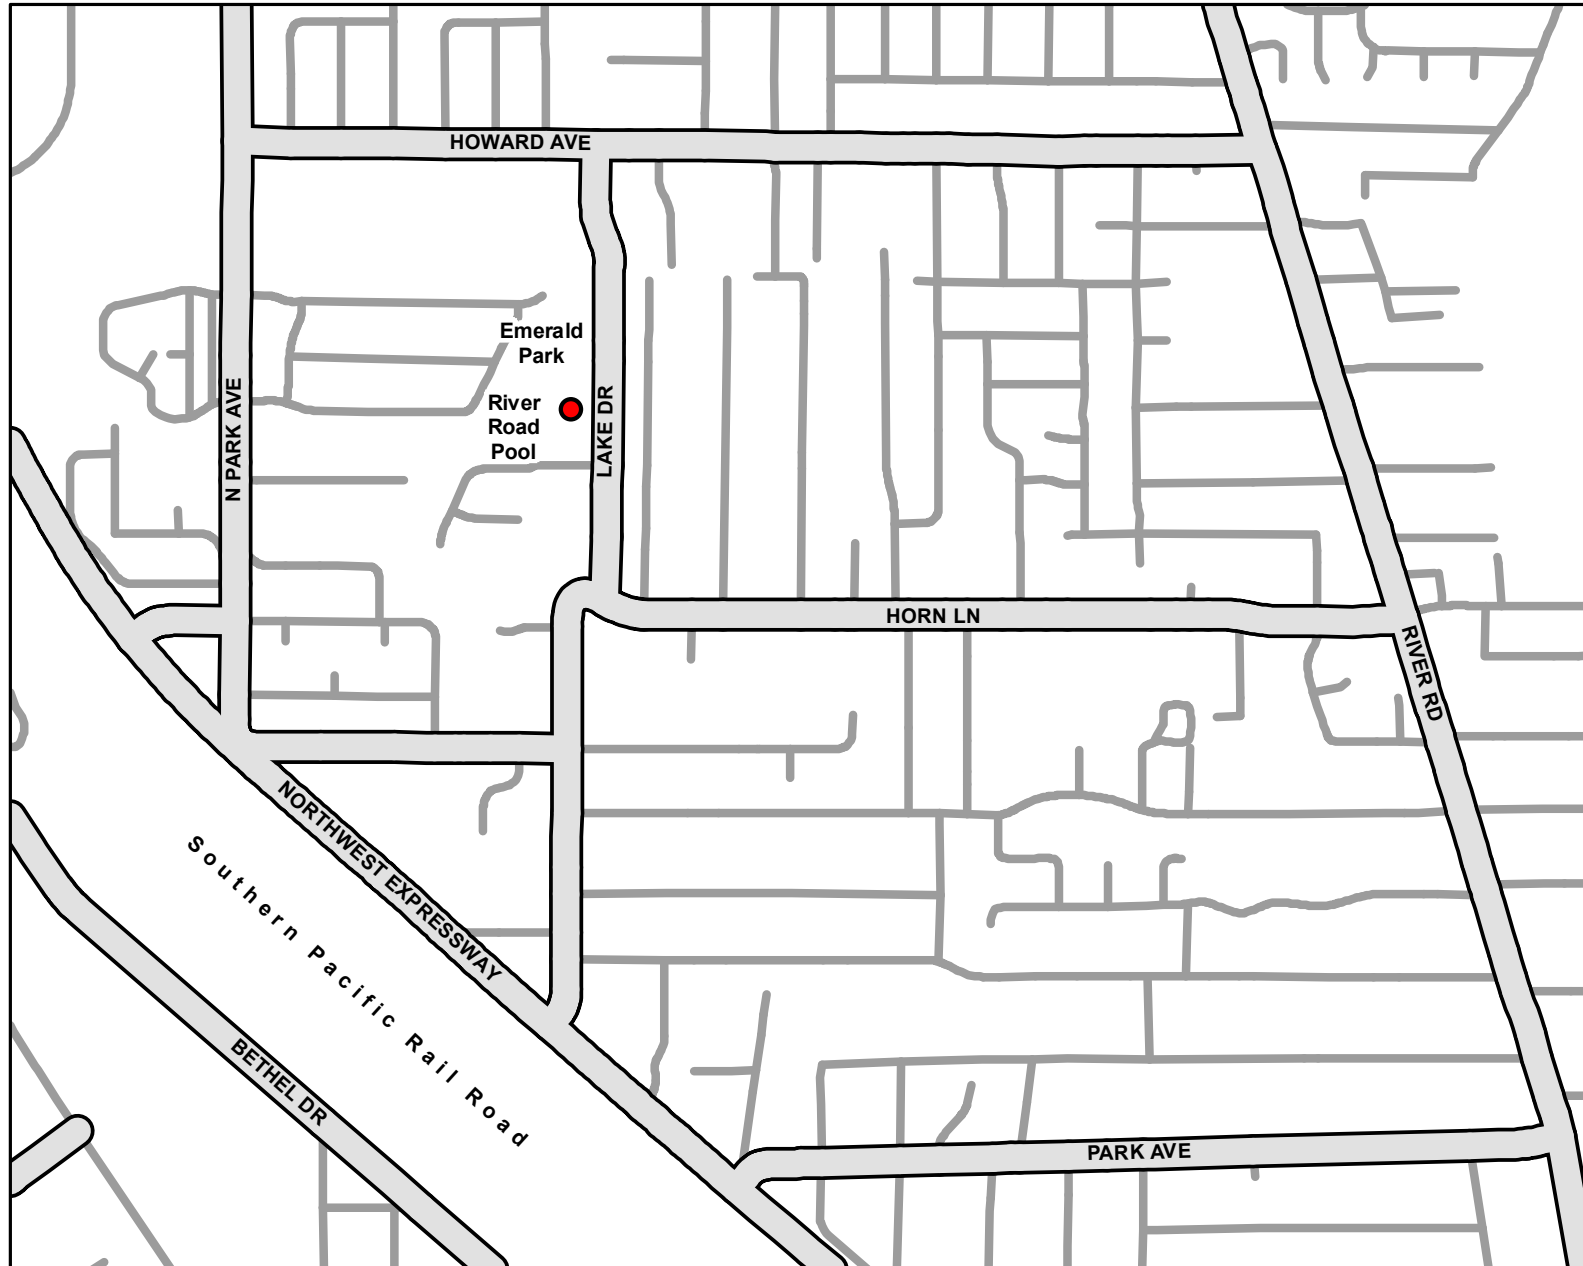 HOWARD AVE
Emerald
Park
River
Road
Pool
N PARK AVE
LAKE DR
HORN LN
RIVER RD
NORTHWEST EXPRESSWAY
Southern Pacific Rail Road
BETHEL DR
PARK AVE